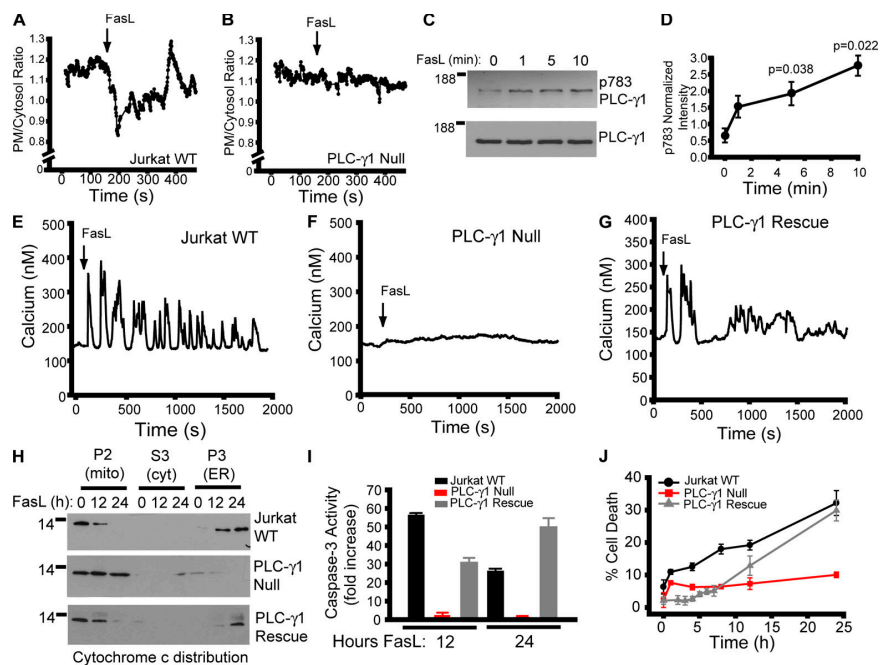 A
FasL
1.3
1.2
1.1
1.0
0.9
0.8
PM/Cytosol Ratio
Jurkat WT
0 100 200 300 400
Time (s)
B
FasL
1.3
1.2
1.1
1.0
0.9
0.8
PM/Cytosol Ratio
PLC-γ1 Null
0 100 200 300 400
Time (s)
C
FasL (min): 0 1 5 10
188
p783
PLC-γ1
188
PLC-γ1
D
p=0.022
p=0.038
3.0
2.5
2.0
1.5
1.0
0.5
0.0
p783 Normalized
Intensity
0 2 4 6 8 10
Time (min)
E
Jurkat WT
FasL
500
400
300
200
100
0
Calcium (nM)
0 500 1000 1500 2000
Time (s)
F
PLC-γ1 Null
FasL
500
400
300
200
100
0
Calcium (nM)
0 500 1000 1500 2000
Time (s)
G
PLC-γ1 Rescue
FasL
400
350
300
250
200
150
100
50
0
Calcium (nM)
0 500 1000 1500 2000
Time (s)
H
P2 S3 P3
(mito) (cyt) (ER)
FasL (h): 0 12 24 0 12 24 0 12 24
14
Jurkat
WT
14
PLC-γ1
Null
14
PLC-γ1
Rescue
Cytochrome c distribution
I
Jurkat WT
PLC-γ1 Null
PLC-γ1 Rescue
60
50
40
30
20
10
0
Caspase-3 Activity
(fold increase)
Hours FasL: 12 24
J
Jurkat WT
PLC-γ1 Null
PLC-γ1 Rescue
40
30
20
10
0
% Cell Death
0 5 10 15 20 25
Time (h)